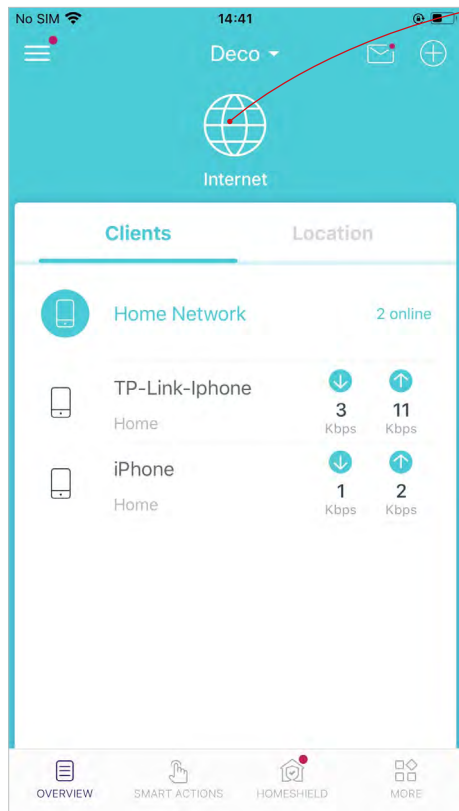 No SIM 14:41
Deco
Internet
Clients Location
Home Network 2 online
TP-Link-Iphone 3 11
Home Kbps Kbps
iPhone 1 2
Home Kbps Kbps
OVERVIEW SMART ACTIONS HOMESHIELD MORE